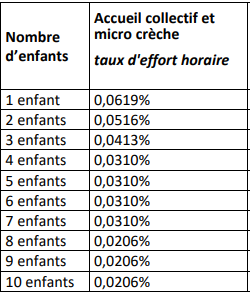 Nombre d'enfants
Accueil collectif et micro crèche
taux d'effort horaire
1 enfant 0,0619%
2 enfants 0,0516%
3 enfants 0,0413%
4 enfants 0,0310%
5 enfants 0,0310%
6 enfants 0,0310%
7 enfants 0,0310%
8 enfants 0,0206%
9 enfants 0,0206%
10 enfants 0,0206%